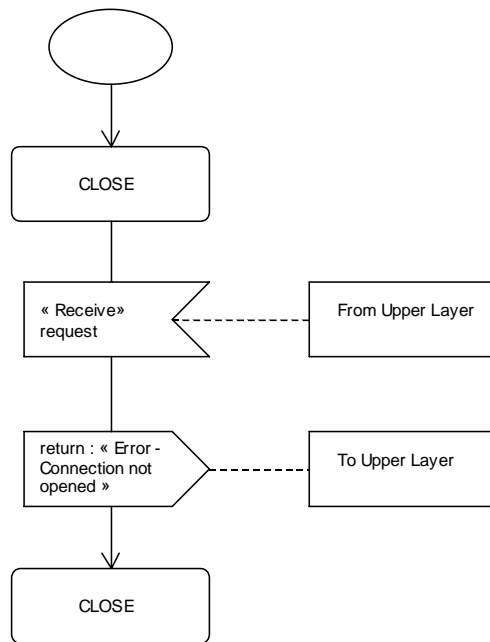 CLOSE
« Receive»
request
From Upper Layer
return : « Error -
Connection not
opened »
To Upper Layer
CLOSE